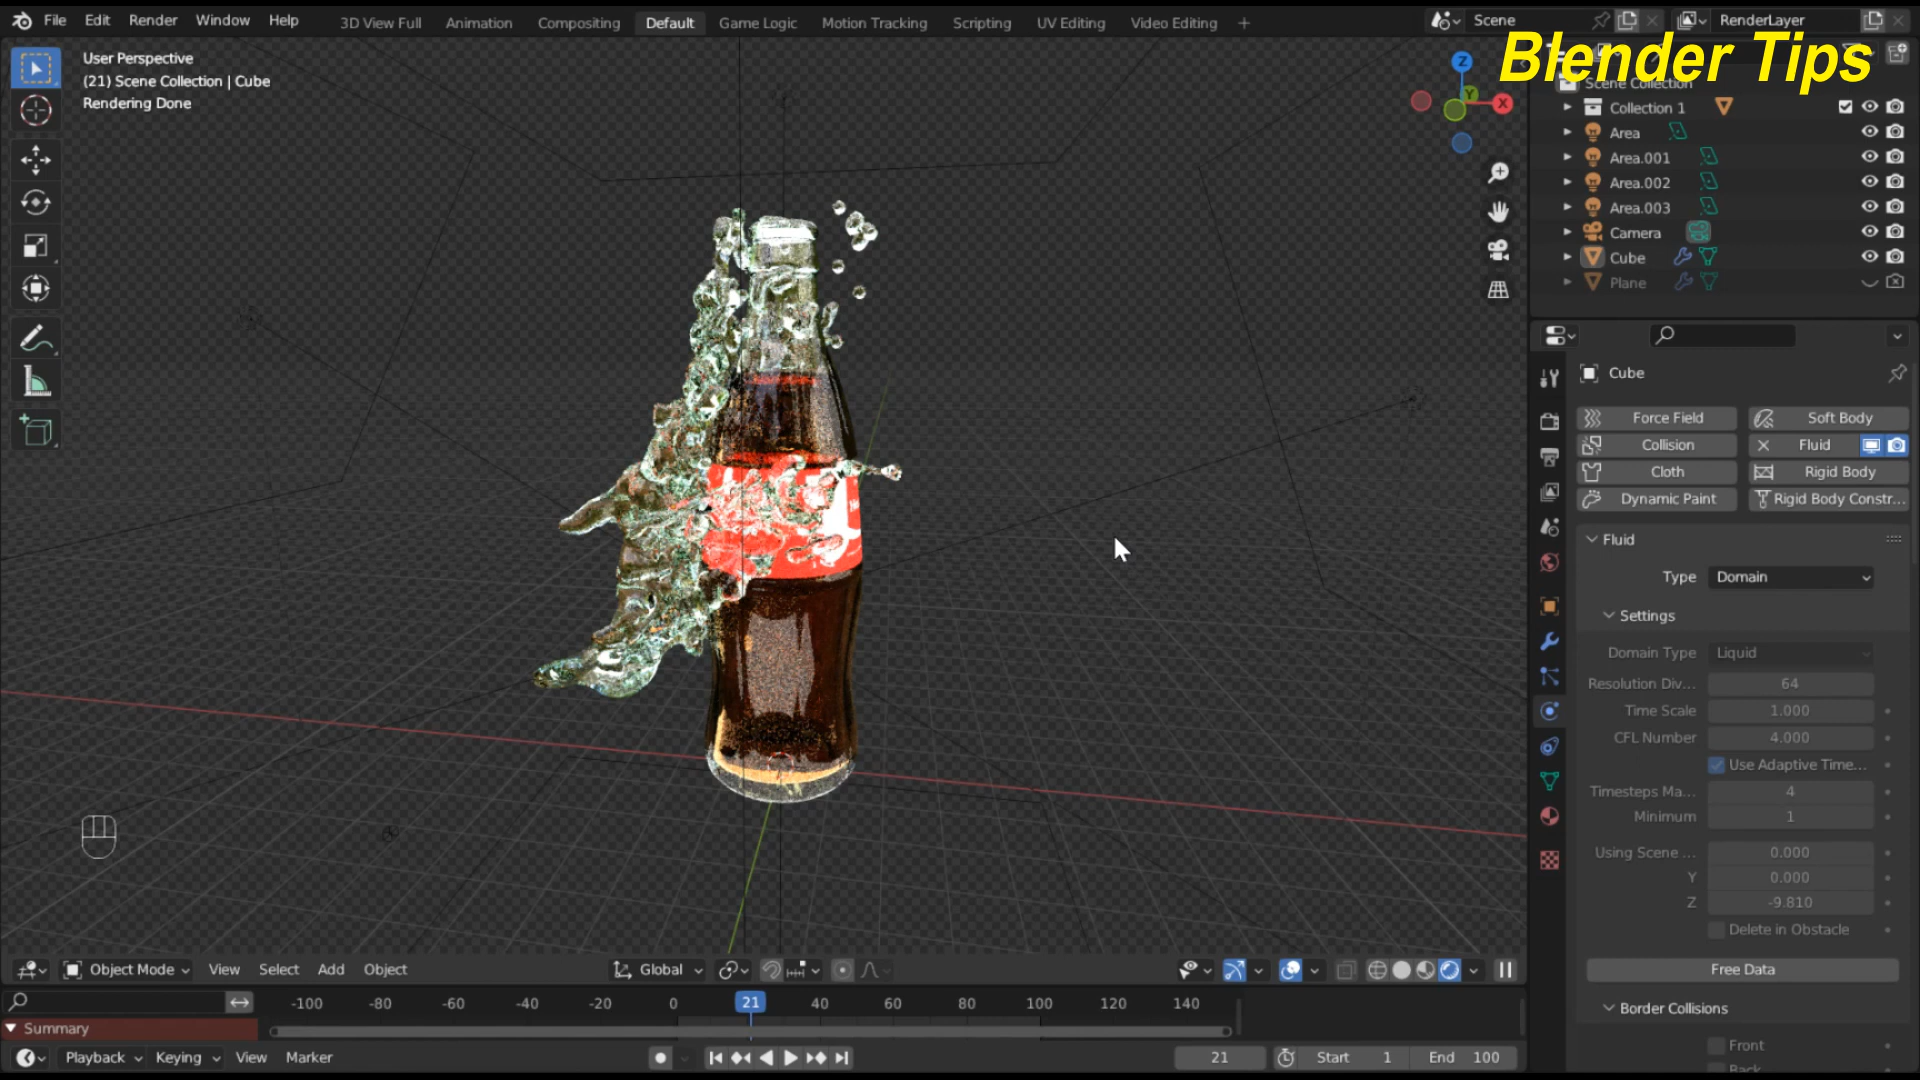 File Edit Render Window Help
3D View Full Animation Compositing Default Game Logic Motion Tracking Scripting UV Editing Video Editing +
Scene RenderLayer
Blender Tips
User Perspective
(21) Scene Collection | Cube
Rendering Done
Z
Y
X
Scene Collection
Collection 1
Area
Area.001
Area.002
Area.003
Camera
Cube
Plane
Cube
Force Field Soft Body
Collision Fluid
Cloth Rigid Body
Dynamic Paint Rigid Body Constr...
Fluid
Type Domain
Settings
Domain Type Liquid
Resolution Div... 64
Time Scale 1.000
CFL Number 4.000
Use Adaptive Time...
Timesteps Ma... 4
Minimum 1
Using Scene ... 0.000
Y 0.000
Z -9.810
Delete in Obstacle
Free Data
Border Collisions
Front
Back
Object Mode View Select Add Object Global
-100 -80 -60 -40 -20 0 21 40 60 80 100 120 140
Summary
Playback Keying View Marker 21 Start 1 End 100